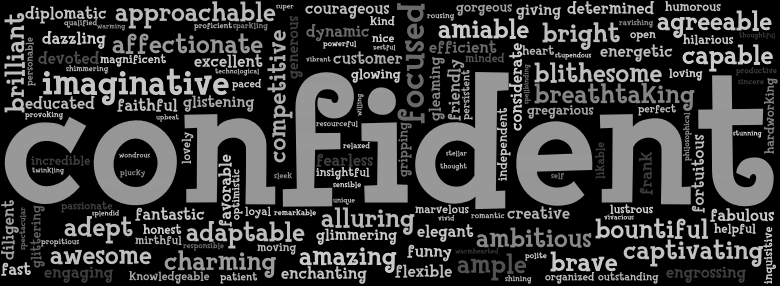 diplomatic
qualified
warming
approachable
super
courageous
kind
rousing
gorgeous
giving
determined
humorous
ravishing
agreeable
brilliant
personable
dazzling
affectionate
proficient
sparkling
generous
dynamic
nice
powerful
zestful
focused
amiable
bright
open
hilarious
thoughtful
devoted
magnificent
shimmering
excellent
technological
vibrant
customer
efficient
minded
heart
stupendous
energetic
capable
imaginative
paced
competitive
glowing
gleaming
friendly
persistent
considerate
spellbinding
blithesome
loving
productive
sincere
educated
faithful
glistening
willing
breathtaking
hardworking
provoking
upbeat
resourceful
gregarious
perfect
confident
lovely
relaxed
gripping
independent
philosophical
stunning
incredible
wondrous
fearless
stellar
likable
frank
fortuitous
twinkling
plucky
favorable
optimistic
sleek
insightful
thought
self
sensible
unique
passionate
diligent
spectacular
glittering
splendid
fantastic
loyal
remarkable
alluring
marvelous
vivid
romantic
creative
lustrous
vivacious
fabulous
adept
honest
adaptable
glimmering
elegant
ambitious
bountiful
helpful
inquisitive
propitious
mirthful
responsible
moving
funny
warmhearted
polite
captivating
fast
awesome
charming
amazing
ample
brave
engaging
Knowledgeable
patient
enchanting
flexible
shining
organized
outstanding
engrossing